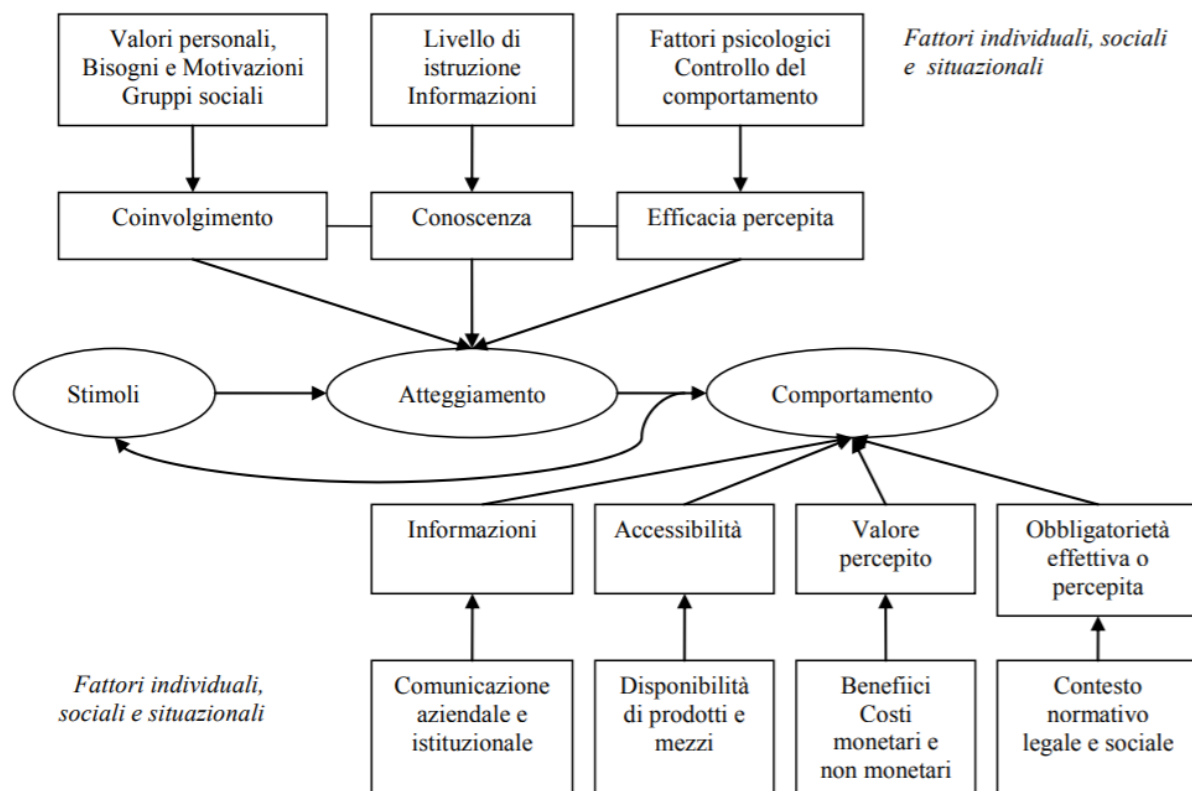 Valori personali,
Bisogni e Motivazioni
Gruppi sociali
Livello di
istruzione
Informazioni
Fattori psicologici
Controllo del
comportamento
Fattori individuali, sociali
e situazionali
Coinvolgimento
Conoscenza
Efficacia percepita
Stimoli
Atteggiamento
Comportamento
Informazioni
Accessibilità
Valore
percepito
Obbligatorietà
effettiva o
percepita
Fattori individuali,
sociali e situazionali
Comunicazione
aziendale e
istituzionale
Disponibilità
di prodotti e
mezzi
Benefiici
Costi
monetari e
non monetari
Contesto
normativo
legale e sociale